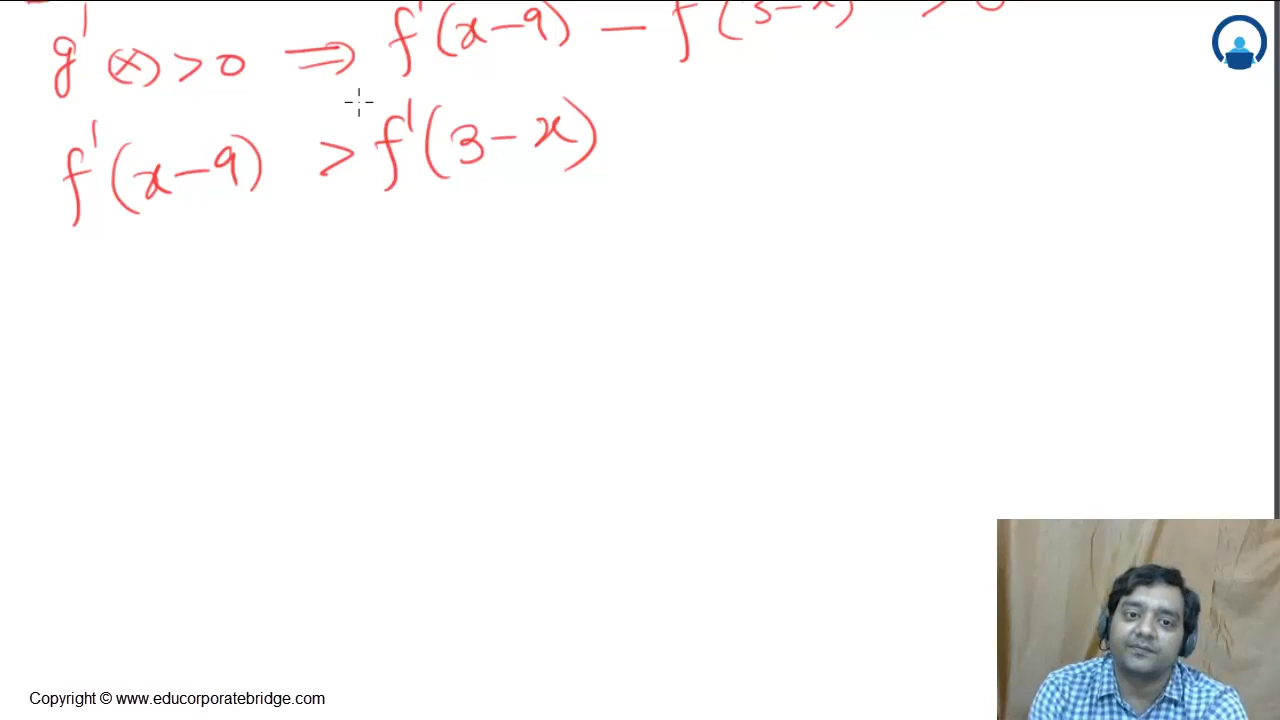 g'(x) > 0 ⟹ f'(x-9) - f'(3-x) > 0
f'(x-9) > f'(3-x)
Copyright © www.educorporatebridge.com